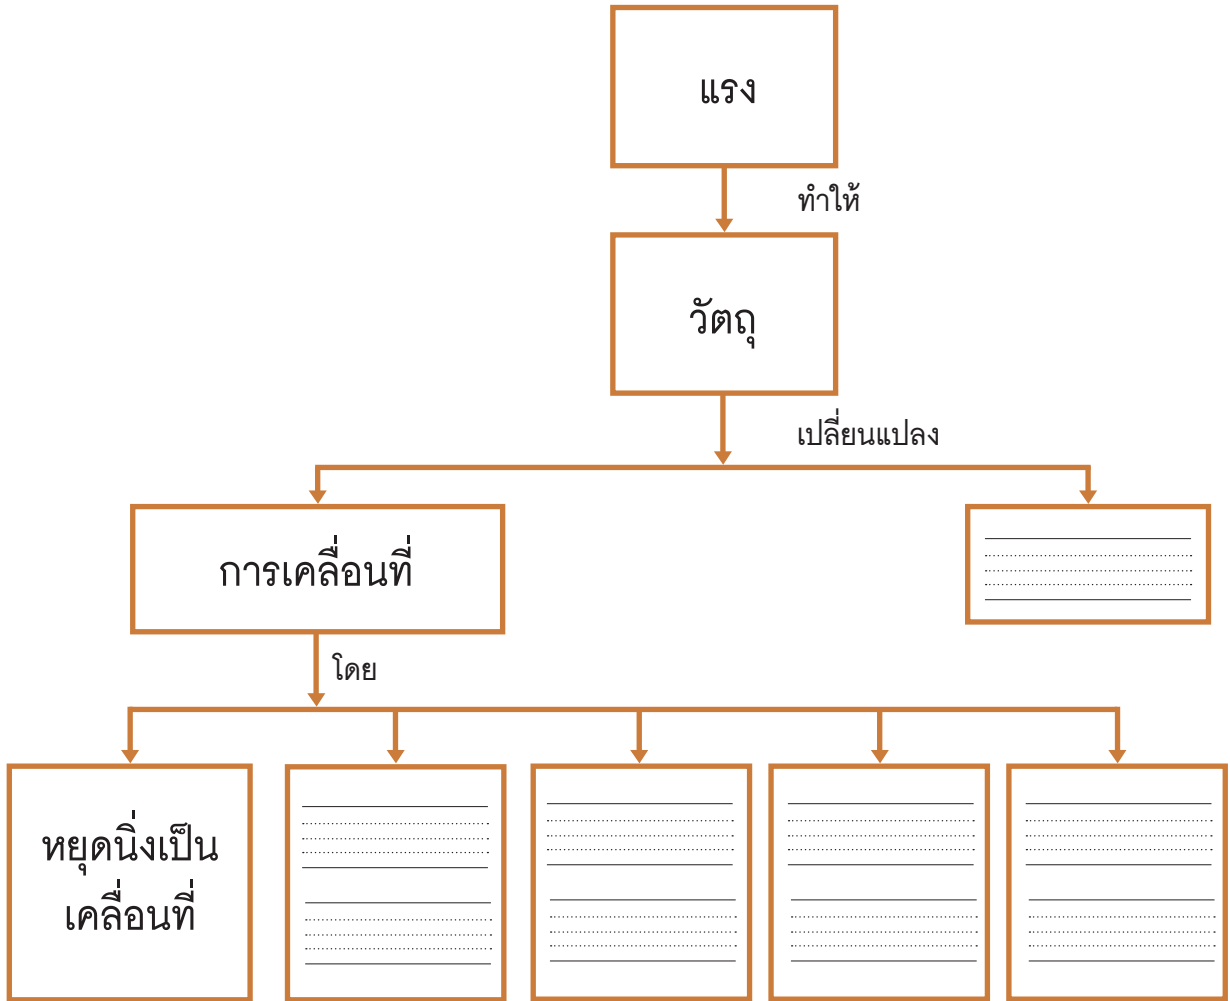 แรง
ทำให้
วัตถุ
เปลี่ยนแปลง
การเคลื่อนที่
โดย
หยุดนิ่งเป็น
เคลื่อนที่